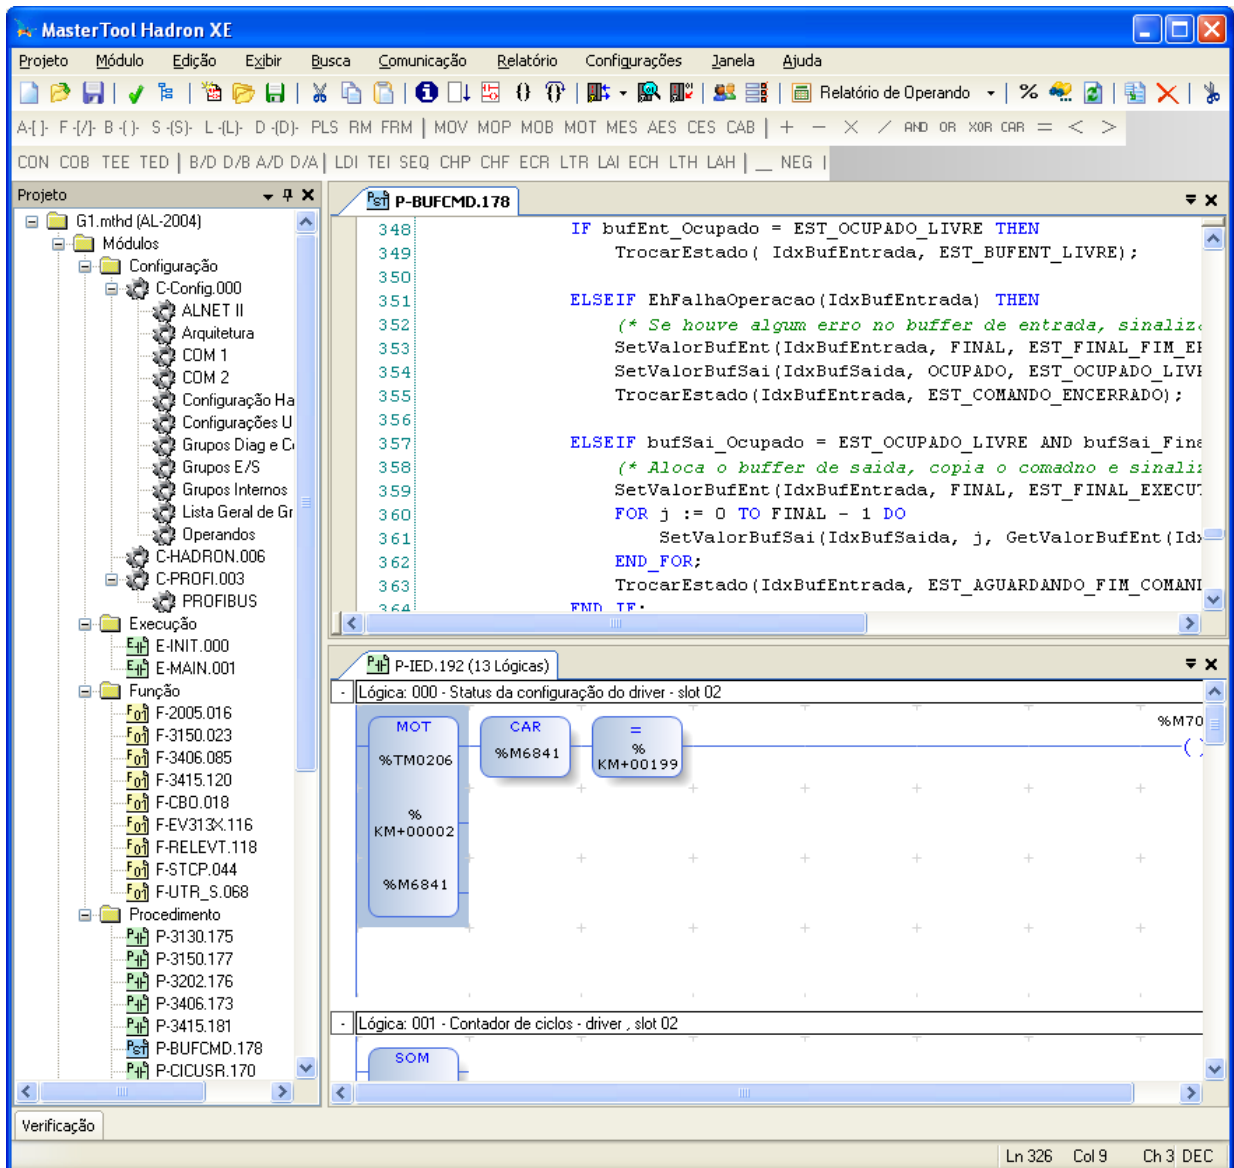 MasterTool Hadron XE
Projeto Módulo Edição Exibir Busca Comunicação Relatório Configurações Janela Ajuda
Relatório de Operando
A-[ ]- F-[/]- B-( )- S-(S)- L-(L)- D-(D)- PLS RM FRM MOV MOP MOB MOT MES AES CES CAB + − × / AND OR XOR CAR = < >
CON COB TEE TED B/D D/B A/D D/A LDI TEI SEQ CHP CHF ECR LTR LAI ECH LTH LAH __ NEG
Projeto
G1.mthd (AL-2004)
Módulos
Configuração
C-Config.000
ALNET II
Arquitetura
COM 1
COM 2
Configuração Ha
Configurações U
Grupos Diag e C
Grupos E/S
Grupos Internos
Lista Geral de Gr
Operandos
C-HADRON.006
C-PROFI.003
PROFIBUS
Execução
E-INIT.000
E-MAIN.001
Função
F-2005.016
F-3150.023
F-3406.085
F-3415.120
F-CBO.018
F-EV313X.116
F-RELEVT.118
F-STCP.044
F-UTR_S.068
Procedimento
P-3130.175
P-3150.177
P-3202.176
P-3406.173
P-3415.181
P-BUFCMD.178
P-CICUSR.170
P-BUFCMD.178
348 IF bufEnt_Ocupado = EST_OCUPADO_LIVRE THEN
349 TrocarEstado( IdxBufEntrada, EST_BUFENT_LIVRE);
350
351 ELSEIF EhFalhaOperacao(IdxBufEntrada) THEN
352 (* Se houve algum erro no buffer de entrada, sinaliza
353 SetValorBufEnt(IdxBufEntrada, FINAL, EST_FINAL_FIM_ER
354 SetValorBufSai(IdxBufSaida, OCUPADO, EST_OCUPADO_LIVR
355 TrocarEstado(IdxBufEntrada, EST_COMANDO_ENCERRADO);
356
357 ELSEIF bufSai_Ocupado = EST_OCUPADO_LIVRE AND bufSai_Fina
358 (* Aloca o buffer de saida, copia o comadno e sinaliz
359 SetValorBufEnt(IdxBufEntrada, FINAL, EST_FINAL_EXECUT
360 FOR j := 0 TO FINAL - 1 DO
361 SetValorBufSai(IdxBufSaida, j, GetValorBufEnt(Idx
362 END_FOR;
363 TrocarEstado(IdxBufEntrada, EST_AGUARDANDO_FIM_COMAND
364 END_IF;
P-IED.192 (13 Lógicas)
Lógica: 000 - Status da configuração do driver - slot 02
MOT CAR = %M70
%TM0206 %M6841 %
KM+00199
%
KM+00002
%M6841
Lógica: 001 - Contador de ciclos - driver , slot 02
SOM
Verificação
Ln 326 Col 9 Ch 3 DEC